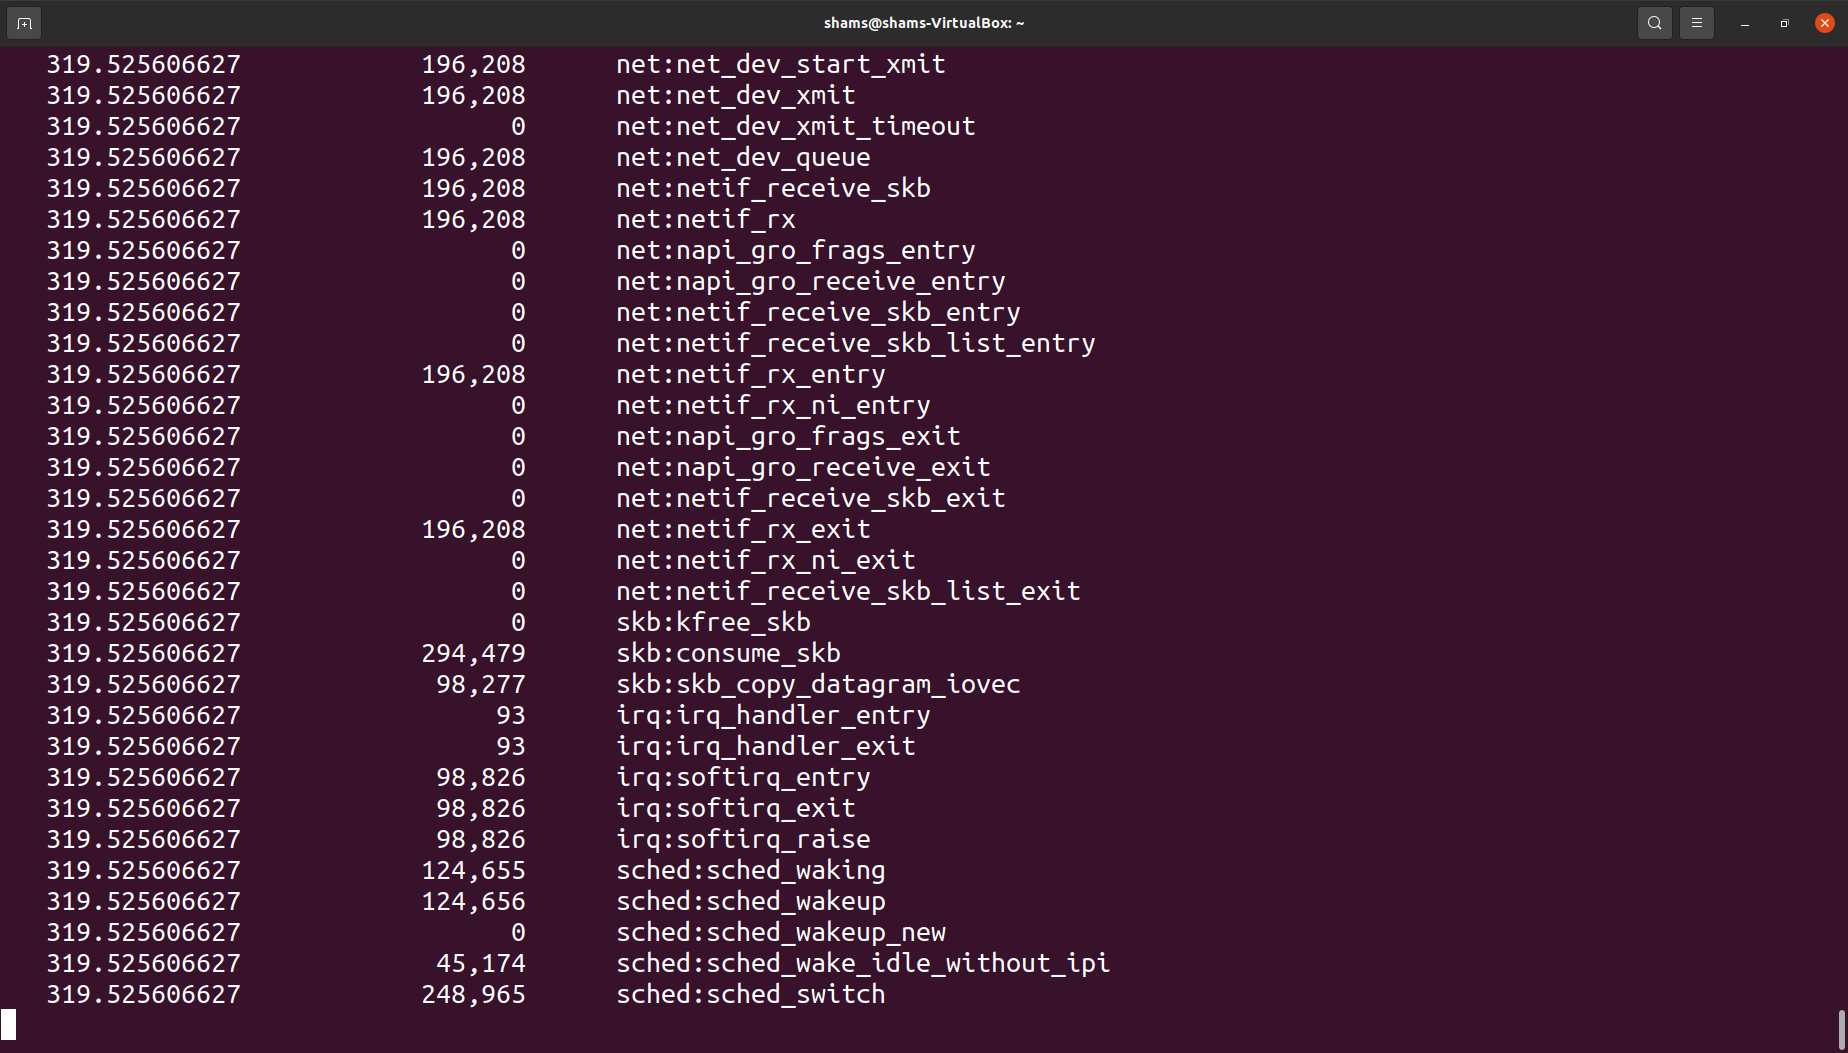 shams@shams-VirtualBox: ~
319.525606627 196,208 net:net_dev_start_xmit
319.525606627 196,208 net:net_dev_xmit
319.525606627 0 net:net_dev_xmit_timeout
319.525606627 196,208 net:net_dev_queue
319.525606627 196,208 net:netif_receive_skb
319.525606627 196,208 net:netif_rx
319.525606627 0 net:napi_gro_frags_entry
319.525606627 0 net:napi_gro_receive_entry
319.525606627 0 net:netif_receive_skb_entry
319.525606627 0 net:netif_receive_skb_list_entry
319.525606627 196,208 net:netif_rx_entry
319.525606627 0 net:netif_rx_ni_entry
319.525606627 0 net:napi_gro_frags_exit
319.525606627 0 net:napi_gro_receive_exit
319.525606627 0 net:netif_receive_skb_exit
319.525606627 196,208 net:netif_rx_exit
319.525606627 0 net:netif_rx_ni_exit
319.525606627 0 net:netif_receive_skb_list_exit
319.525606627 0 skb:kfree_skb
319.525606627 294,479 skb:consume_skb
319.525606627 98,277 skb:skb_copy_datagram_iovec
319.525606627 93 irq:irq_handler_entry
319.525606627 93 irq:irq_handler_exit
319.525606627 98,826 irq:softirq_entry
319.525606627 98,826 irq:softirq_exit
319.525606627 98,826 irq:softirq_raise
319.525606627 124,655 sched:sched_waking
319.525606627 124,656 sched:sched_wakeup
319.525606627 0 sched:sched_wakeup_new
319.525606627 45,174 sched:sched_wake_idle_without_ipi
319.525606627 248,965 sched:sched_switch